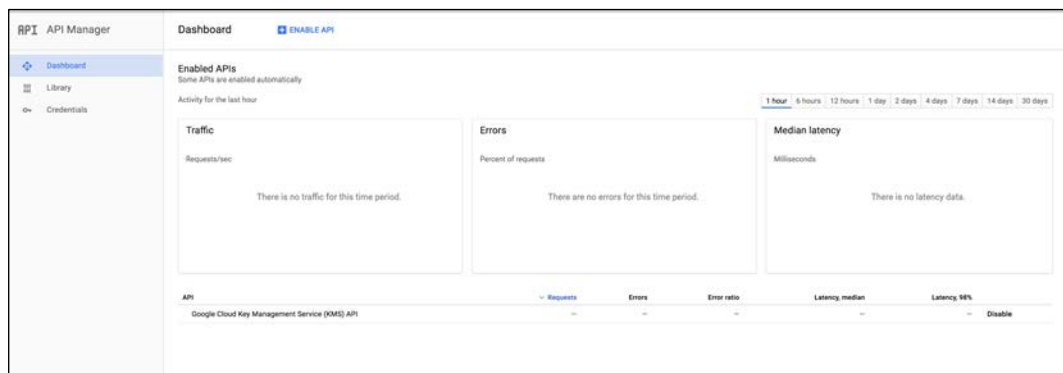 API API Manager
Dashboard ENABLE API
Dashboard
Library
Credentials
Enabled APIs
Some APIs are enabled automatically
Activity for the last hour
1 hour 6 hours 12 hours 1 day 2 days 4 days 7 days 14 days 30 days
Traffic
Requests/sec
There is no traffic for this time period.
Errors
Percent of requests
There are no errors for this time period.
Median latency
Milliseconds
There is no latency data.
API Requests Errors Error ratio Latency, median Latency, 98%
Google Cloud Key Management Service (KMS) API — — — — — Disable